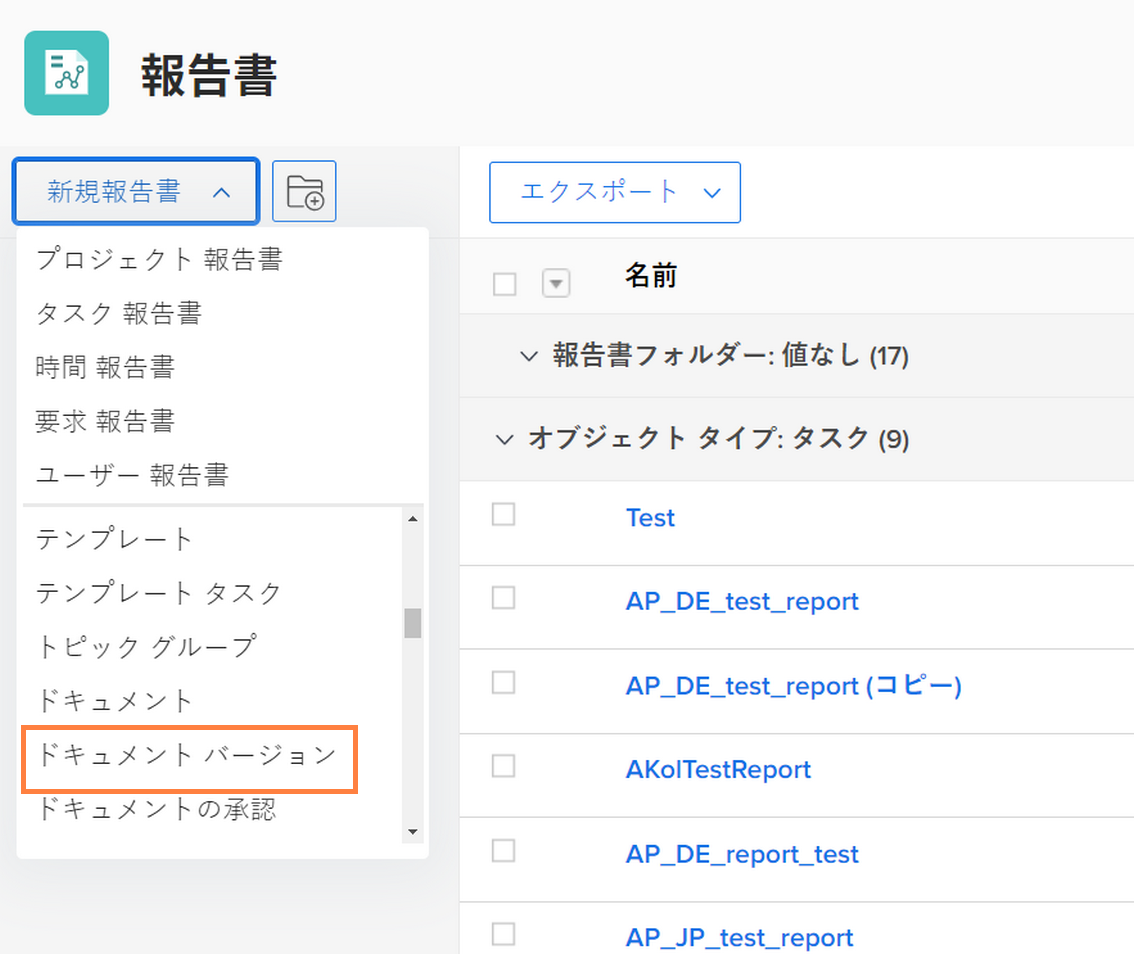 報告書
新規報告書
エクスポート
プロジェクト 報告書
タスク 報告書
時間 報告書
要求 報告書
ユーザー 報告書
テンプレート
テンプレート タスク
トピック グループ
ドキュメント
ドキュメント バージョン
ドキュメントの承認
名前
報告書フォルダー: 値なし (17)
オブジェクト タイプ: タスク (9)
Test
AP_DE_test_report
AP_DE_test_report (コピー)
AKolTestReport
AP_DE_report_test
AP_JP_test_report